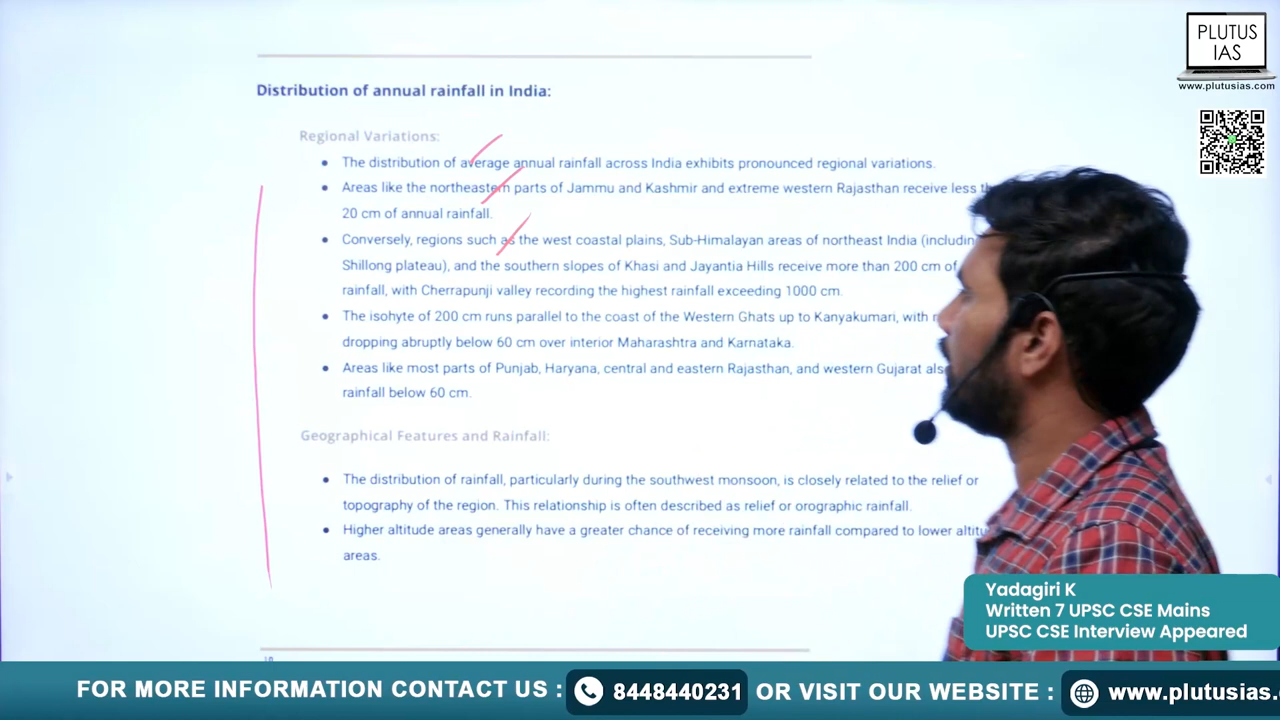 PLUTUS
IAS
www.plutusias.com
Distribution of annual rainfall in India:
Regional Variations:
• The distribution of average annual rainfall across India exhibits pronounced regional variations.
• Areas like the northeastern parts of Jammu and Kashmir and extreme western Rajasthan receive less
20 cm of annual rainfall.
• Conversely, regions such as the west coastal plains, Sub-Himalayan areas of northeast India
Shillong plateau), and the southern slopes of Khasi and Jayantia Hills receive more than 200 cm of
rainfall, with Cherrapunji valley recording the highest rainfall exceeding 1000 cm.
• The isohyte of 200 cm runs parallel to the coast of the Western Ghats up to Kanyakumari, with
dropping abruptly below 60 cm over interior Maharashtra and Karnataka.
• Areas like most parts of Punjab, Haryana, central and eastern Rajasthan, and western Gujarat
rainfall below 60 cm.
Geographical Features and Rainfall:
• The distribution of rainfall, particularly during the southwest monsoon, is closely related to the relief or
topography of the region. This relationship is often described as relief or orographic rainfall.
• Higher altitude areas generally have a greater chance of receiving more rainfall compared to lower
areas.
Yadagiri K
Written 7 UPSC CSE Mains
UPSC CSE Interview Appeared
FOR MORE INFORMATION CONTACT US : 8448440231 OR VISIT OUR WEBSITE : www.plutusias.